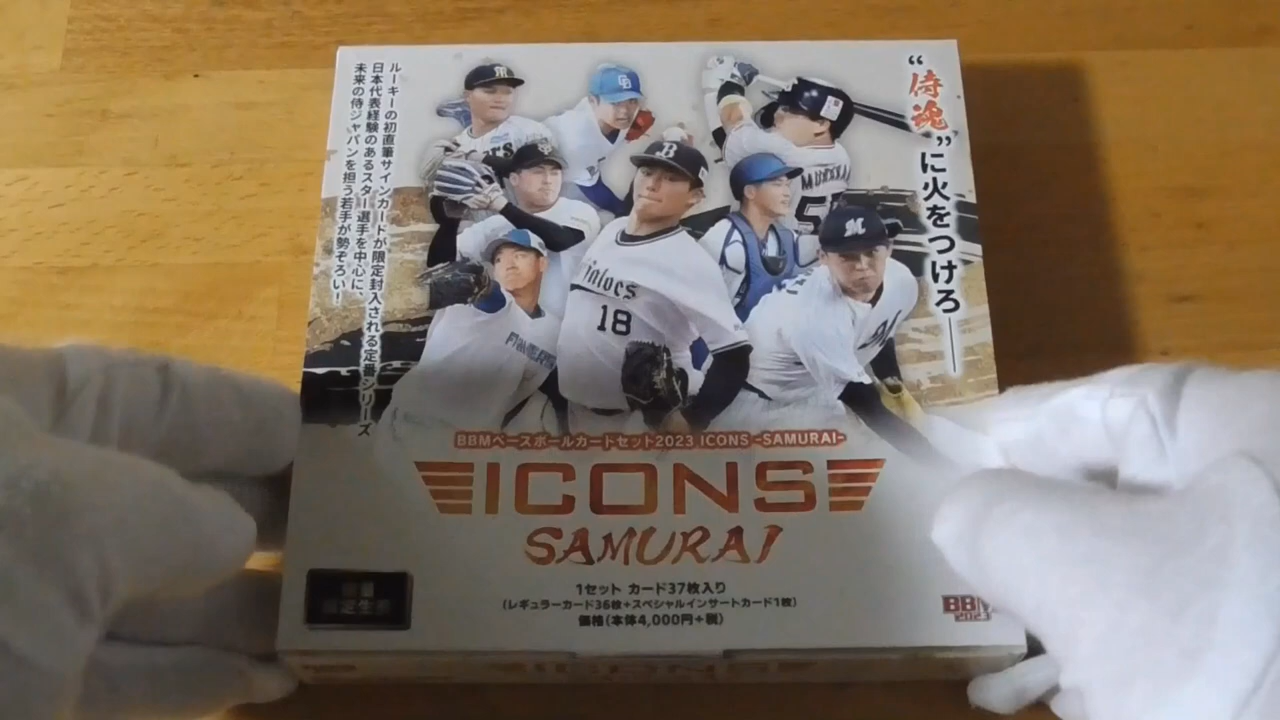 “侍魂”に火をつけろ――
ルーキーの初直筆サインカードが限定封入される定番シリーズ
日本代表経験のあるスター選手を中心に、
未来の侍ジャパンを担う若手が勢ぞろい！
18
M
BBMベースボールカードセット2023 ICONS -SAMURAI-
ICONS
SAMURAI
1セット カード37枚入り
(レギュラーカード36枚+スペシャルインサートカード1枚)
価格(本体4,000円+税)
BBM
2023